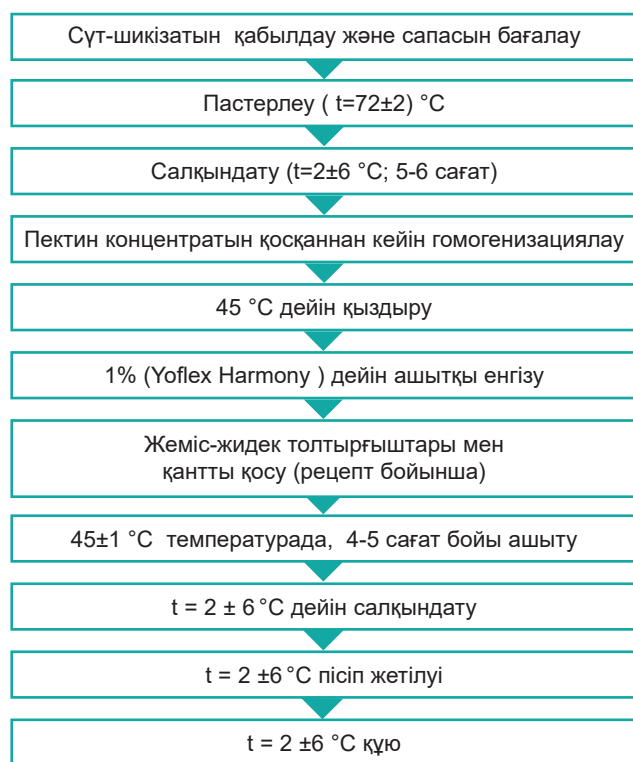 Сүт-шикізатын қабылдау және сапасын бағалау
Пастерлеу ( t=72±2) °C
Салқындату (t=2±6 °C; 5-6 сағат)
Пектин концентратын қосқаннан кейін гомогенизациялау
45 °C дейін қыздыру
1% (Yoflex Harmony ) дейін ашытқы енгізу
Жеміс-жидек толтырғыштары мен
қантты қосу (рецепт бойынша)
45±1 °C температурада, 4-5 сағат бойы ашыту
t = 2 ± 6 °C дейін салқындату
t = 2 ±6 °C пісіп жетілуі
t = 2 ±6 °C құю